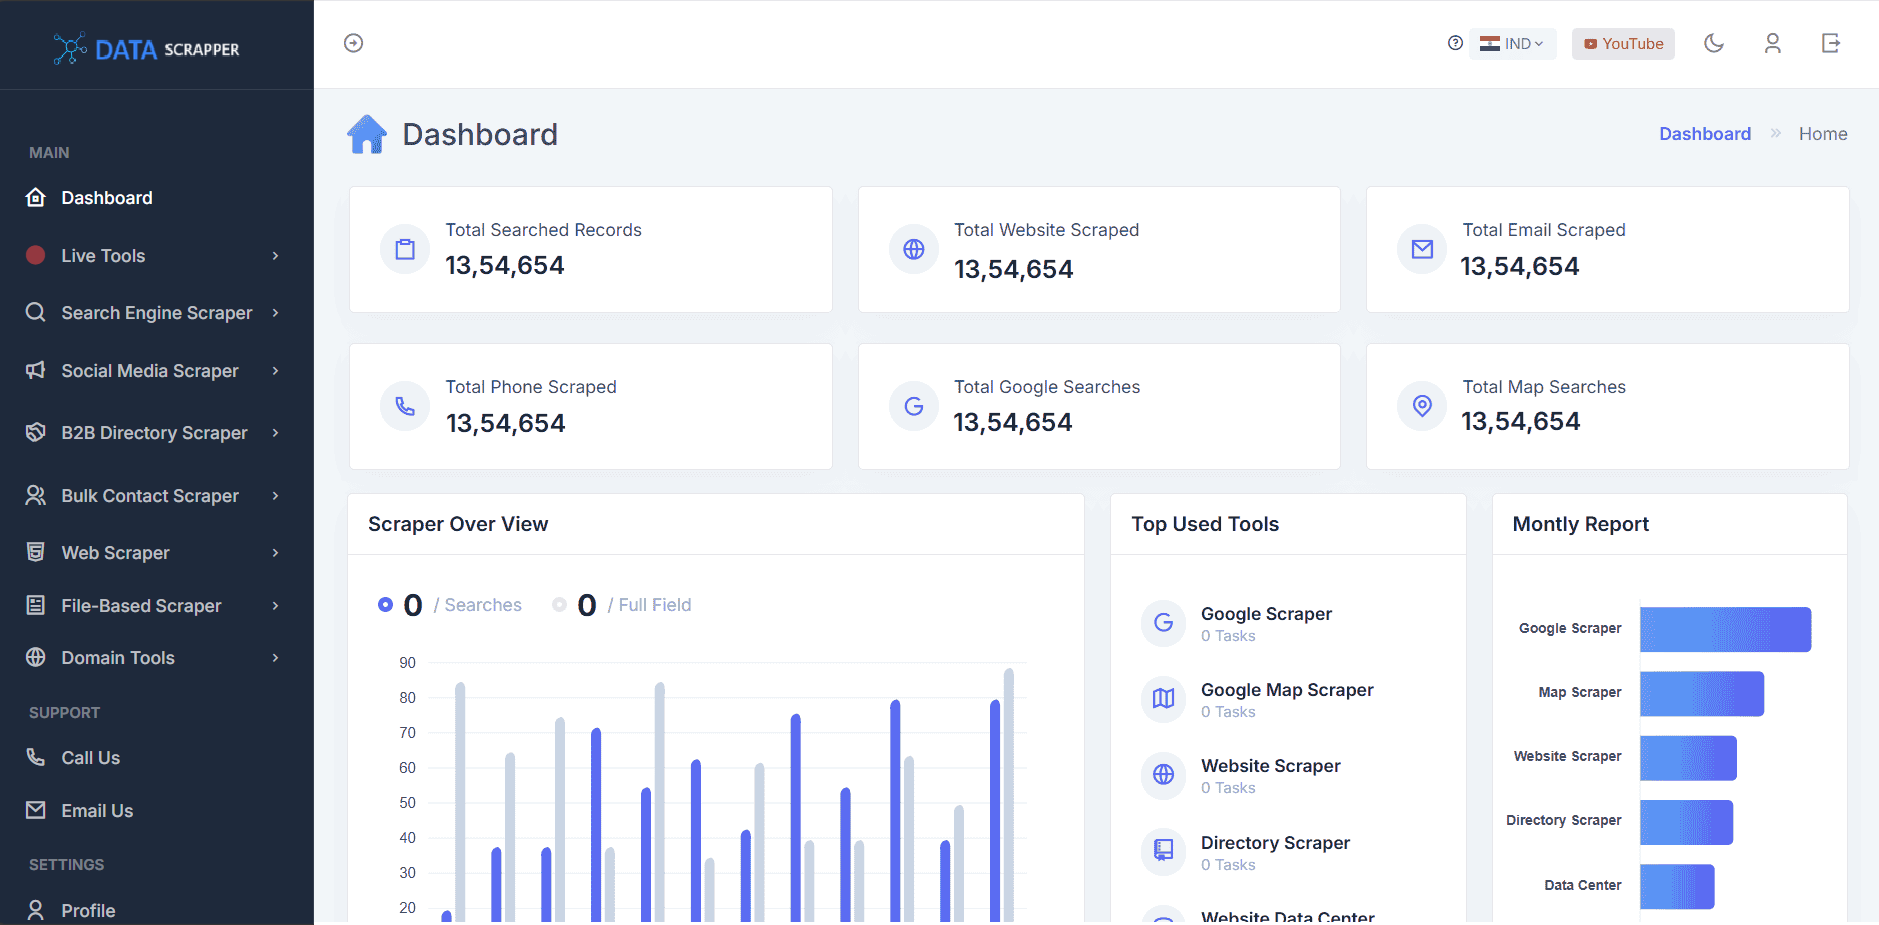 DATA SCRAPPER
IND
YouTube
MAIN
Dashboard
Live Tools
Search Engine Scraper
Social Media Scraper
B2B Directory Scraper
Bulk Contact Scraper
Web Scraper
File-Based Scraper
Domain Tools
SUPPORT
Call Us
Email Us
SETTINGS
Profile
Dashboard
Dashboard » Home
Total Searched Records
13,54,654
Total Website Scraped
13,54,654
Total Email Scraped
13,54,654
Total Phone Scraped
13,54,654
Total Google Searches
13,54,654
Total Map Searches
13,54,654
Scraper Over View
0 / Searches
0 / Full Field
90
80
70
60
50
40
30
20
Top Used Tools
Google Scraper
0 Tasks
Google Map Scraper
0 Tasks
Website Scraper
0 Tasks
Directory Scraper
0 Tasks
Website Data Center
Montly Report
Google Scraper
Map Scraper
Website Scraper
Directory Scraper
Data Center